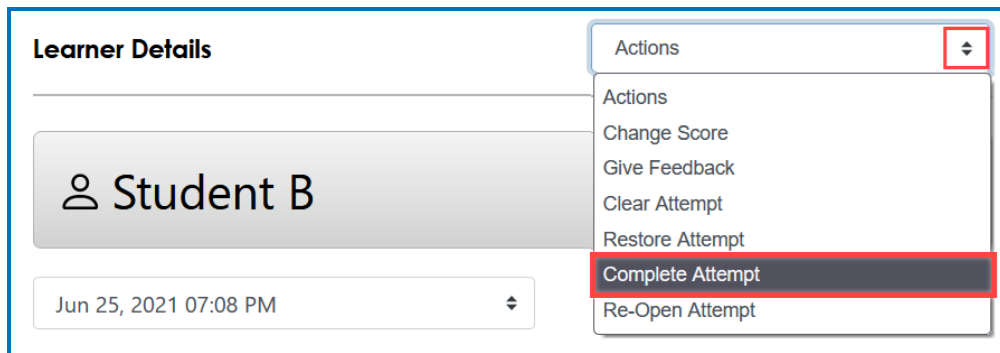 Learner Details
Actions
Actions
Change Score
Give Feedback
Clear Attempt
Restore Attempt
Complete Attempt
Re-Open Attempt
Student B
Jun 25, 2021 07:08 PM